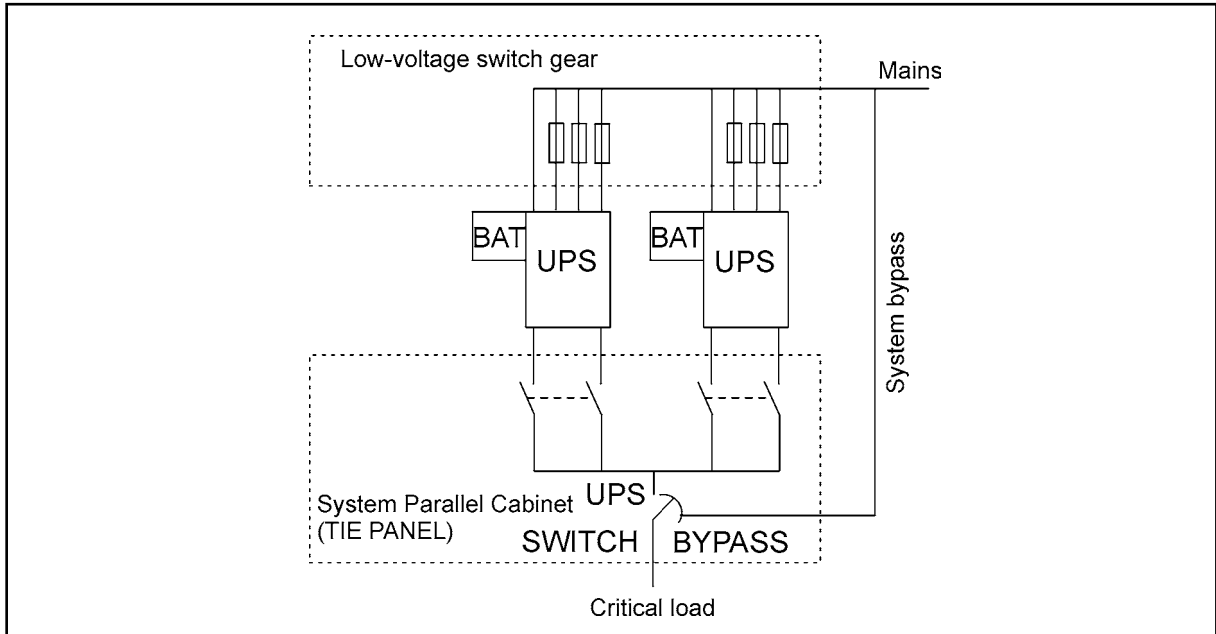 Low-voltage switch gear
Mains
BAT
UPS
BAT
UPS
System bypass
System Parallel Cabinet
(TIE PANEL)
UPS
SWITCH
BYPASS
Critical load